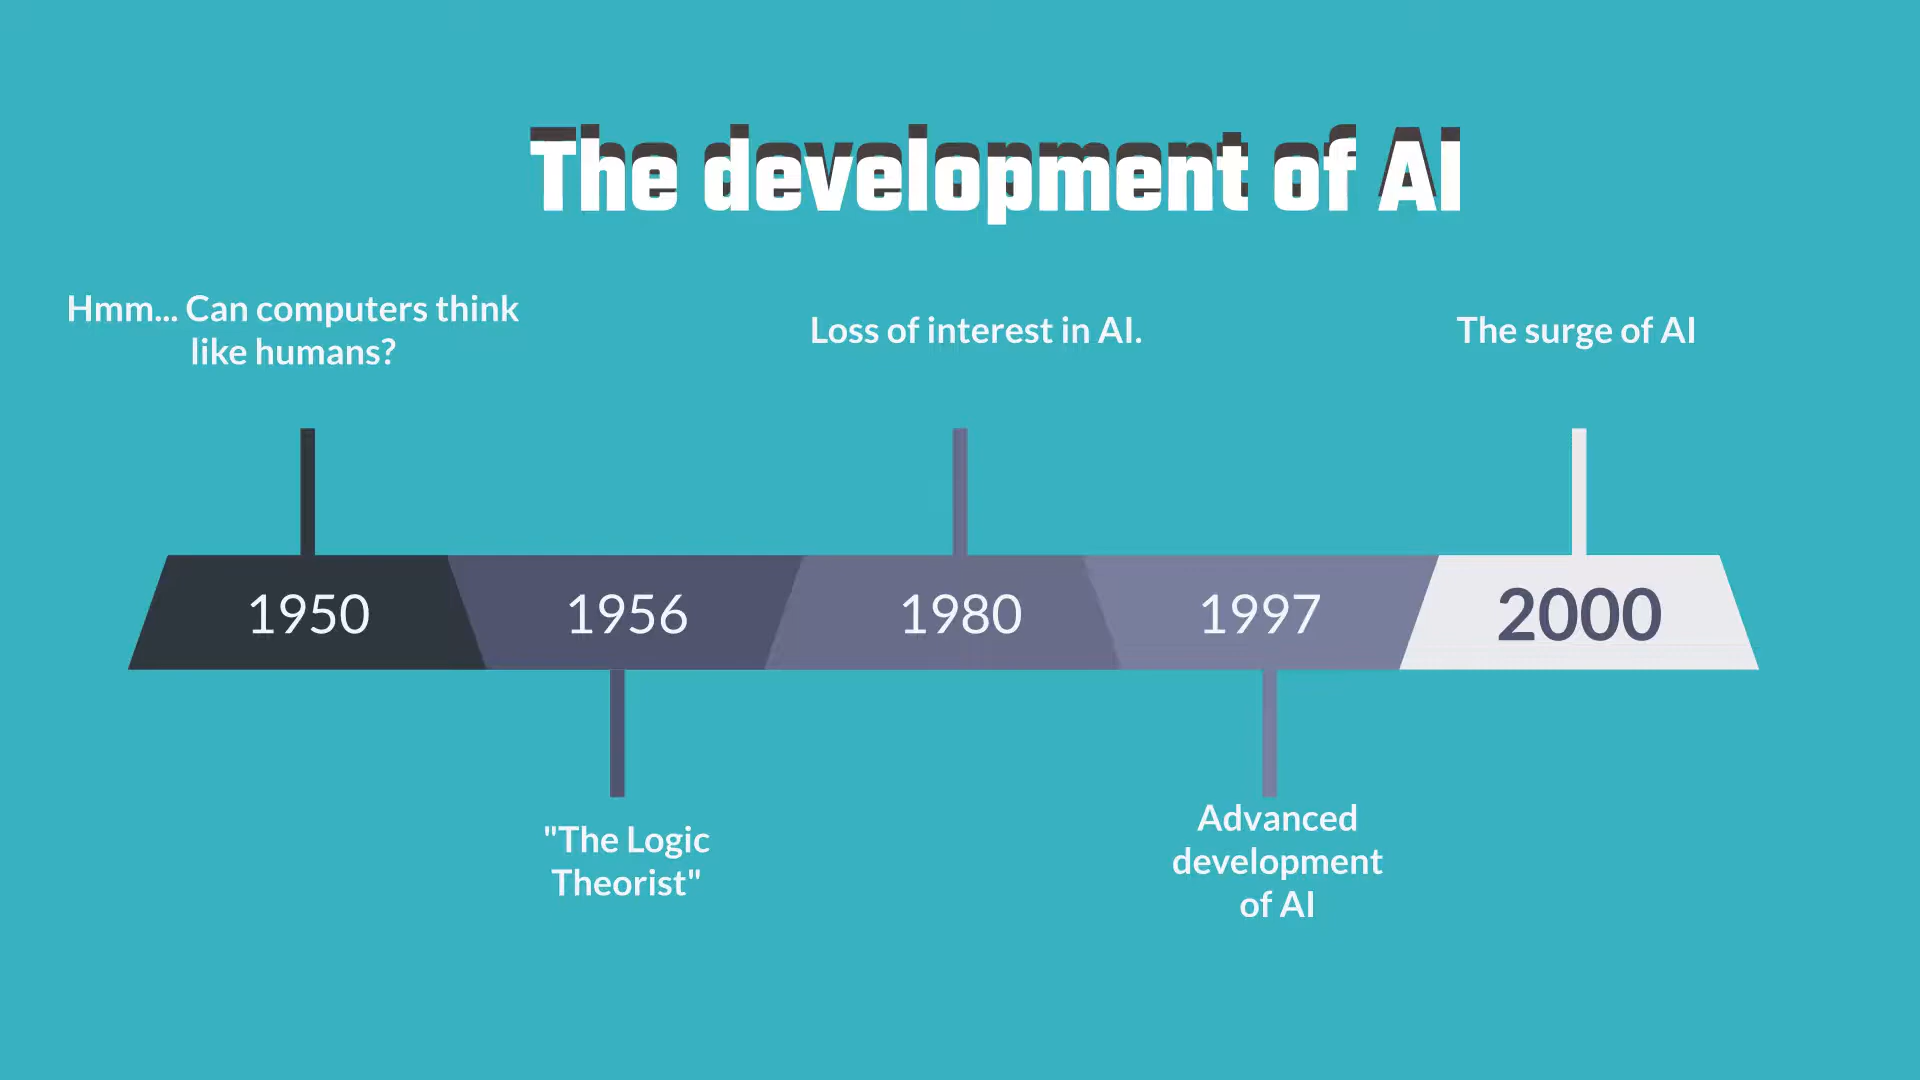 The development of AI
Hmm... Can computers think
like humans?
Loss of interest in AI.
The surge of AI
1950
1956
1980
1997
2000
"The Logic
Theorist"
Advanced
development
of AI